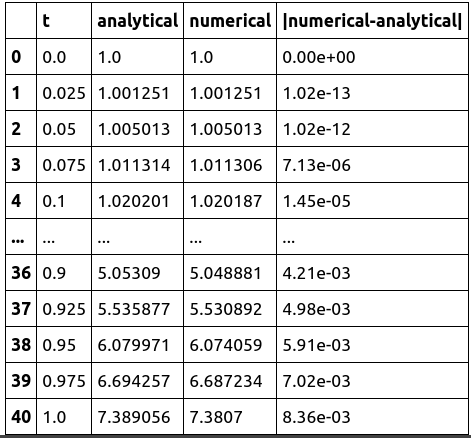 t analytical numerical |numerical-analytical|
0 0.0 1.0 1.0 0.00e+00
1 0.025 1.001251 1.001251 1.02e-13
2 0.05 1.005013 1.005013 1.02e-12
3 0.075 1.011314 1.011306 7.13e-06
4 0.1 1.020201 1.020187 1.45e-05
... ... ... ... ...
36 0.9 5.05309 5.048881 4.21e-03
37 0.925 5.535877 5.530892 4.98e-03
38 0.95 6.079971 6.074059 5.91e-03
39 0.975 6.694257 6.687234 7.02e-03
40 1.0 7.389056 7.3807 8.36e-03